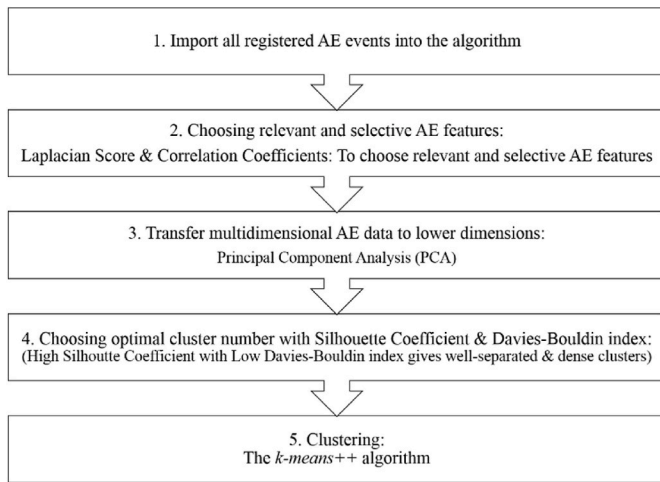 1. Import all registered AE events into the algorithm
2. Choosing relevant and selective AE features:
Laplacian Score & Correlation Coefficients: To choose relevant and selective AE features
3. Transfer multidimensional AE data to lower dimensions:
Principal Component Analysis (PCA)
4. Choosing optimal cluster number with Silhouette Coefficient & Davies-Bouldin index:
(High Silhoutte Coefficient with Low Davies-Bouldin index gives well-separated & dense clusters)
5. Clustering:
The k-means++ algorithm